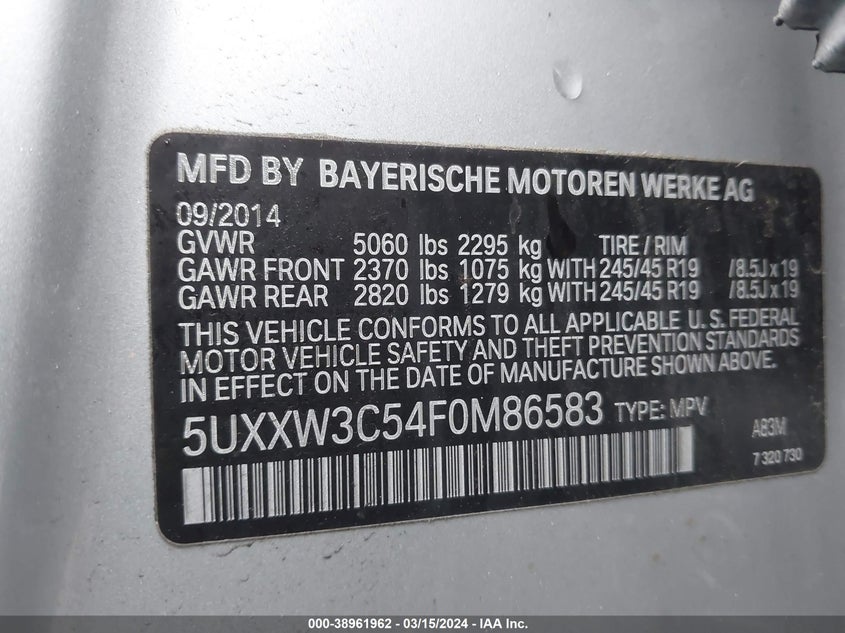 MFD BY BAYERISCHE MOTOREN WERKE AG
09/2014
GVWR 5060 lbs 2295 kg TIRE / RIM
GAWR FRONT 2370 lbs 1075 kg WITH 245/45 R19 / 8.5J x 19
GAWR REAR 2820 lbs 1279 kg WITH 245/45 R19 / 8.5J x 19
THIS VEHICLE CONFORMS TO ALL APPLICABLE U. S. FEDERAL
MOTOR VEHICLE SAFETY AND THEFT PREVENTION STANDARDS
IN EFFECT ON THE DATE OF MANUFACTURE SHOWN ABOVE.
5UXXW3C54F0M86583 TYPE: MPV
A83M
7 320 730
000-38961962 - 03/15/2024 - IAA Inc.